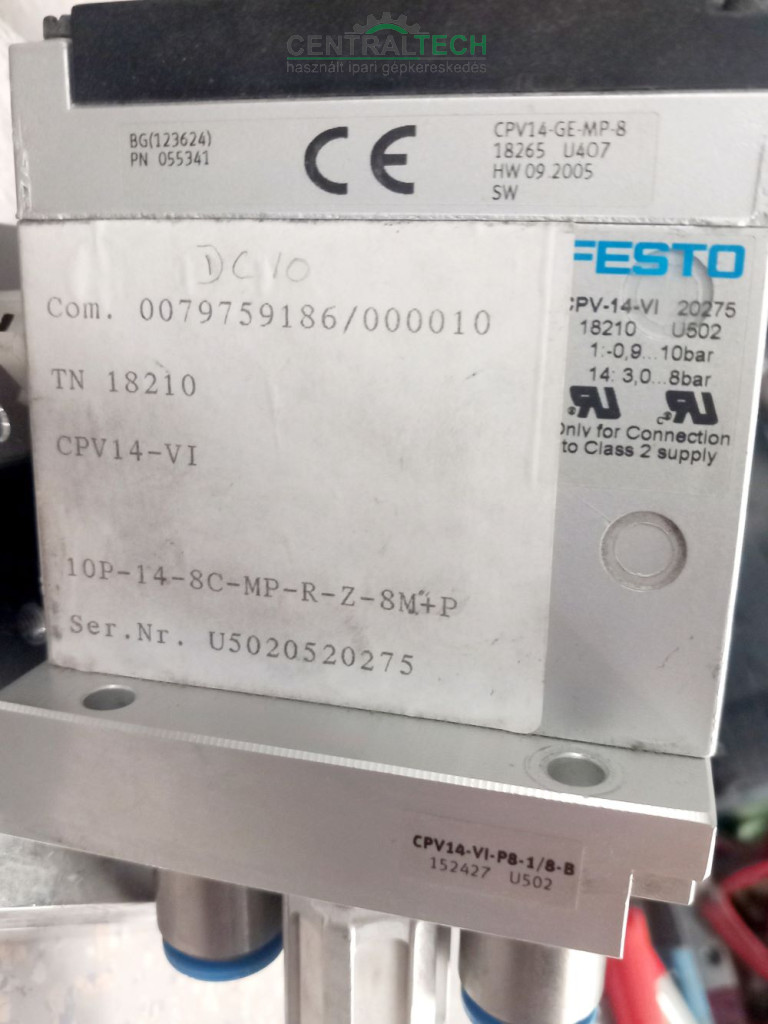 CENTRALTECH
használt ipari gépkereskedés
BG(123624)
PN 055341
CE
CPV14-GE-MP-8
18265 U407
HW 09.2005
SW
DC10
Com. 0079759186/000010
TN 18210
CPV14-VI
10P-14-8C-MP-R-Z-8M+P
Ser.Nr. U5020520275
FESTO
CPV-14-VI 20275
18210 U502
1:-0,9...10bar
14: 3,0...8bar
Only for Connection
to Class 2 supply
CPV14-VI-P8-1/8-B
152427 U502